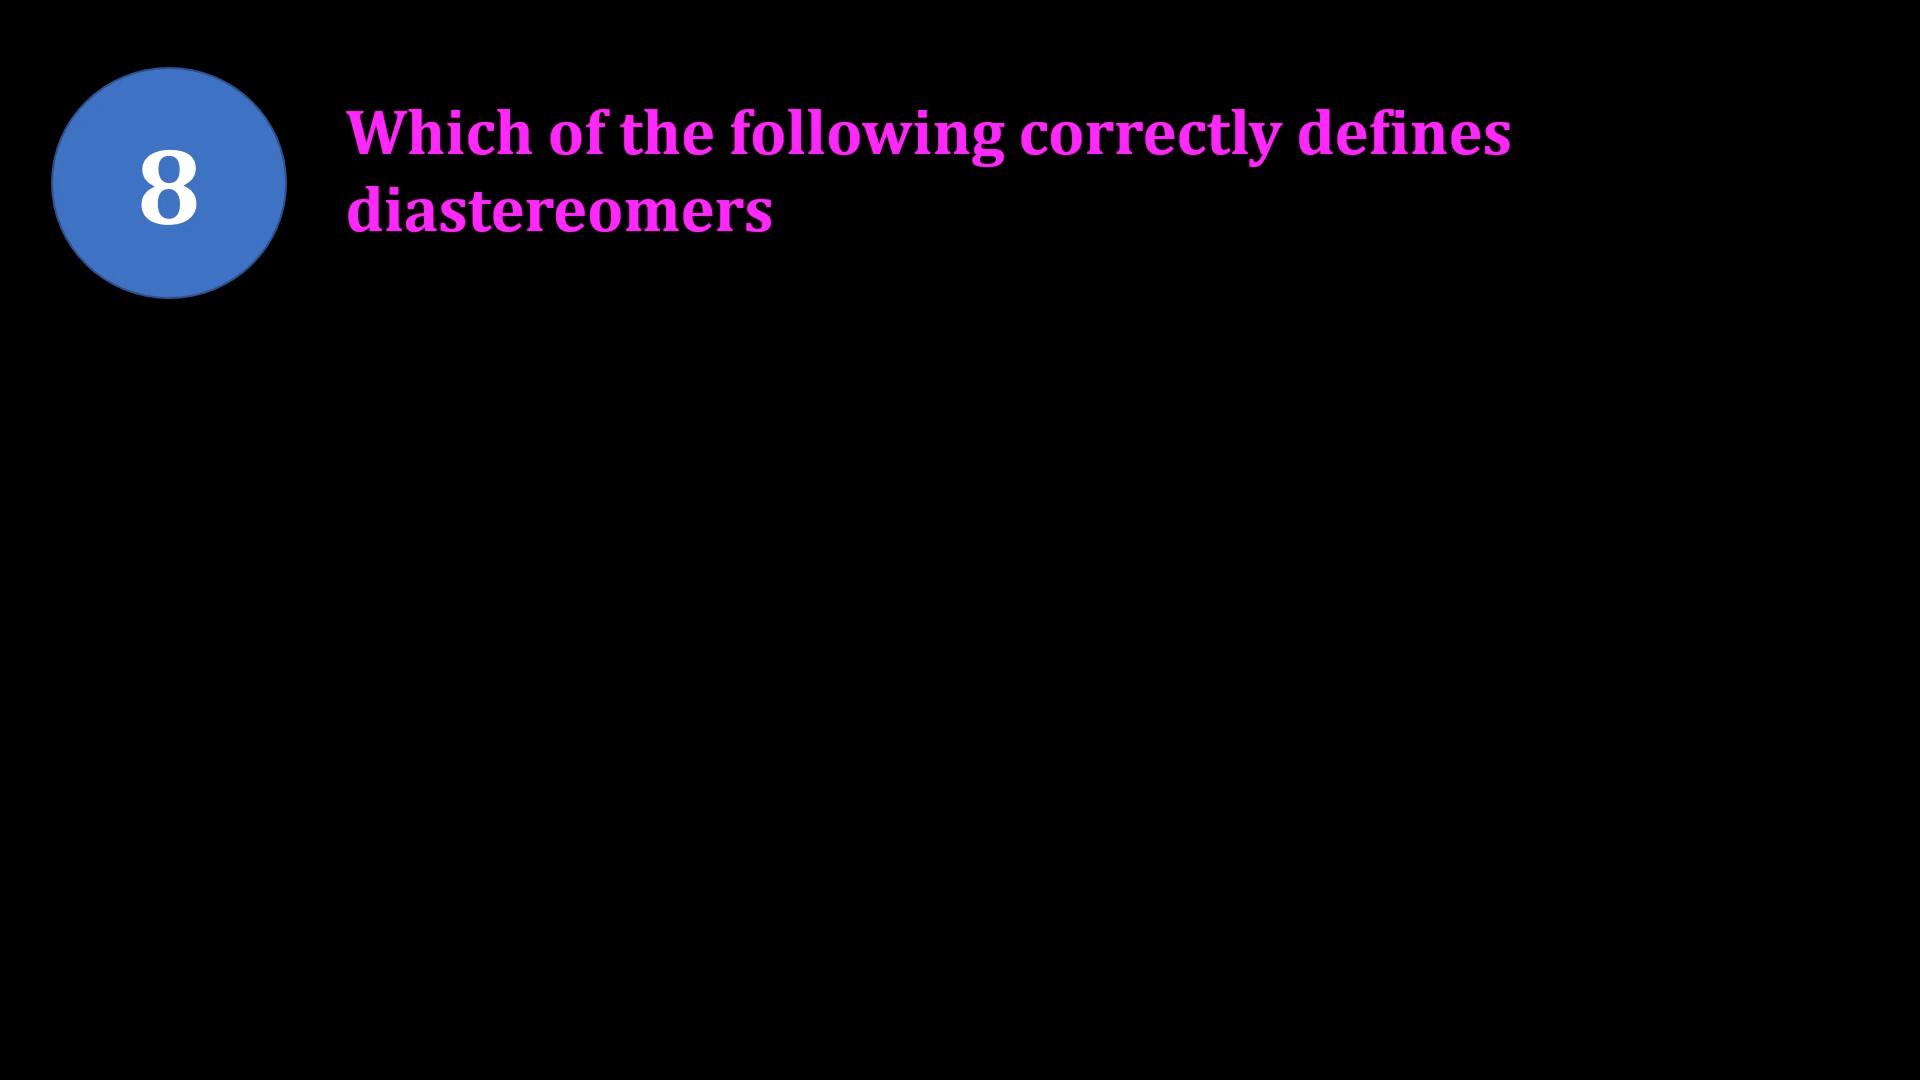 8
Which of the following correctly defines
diastereomers